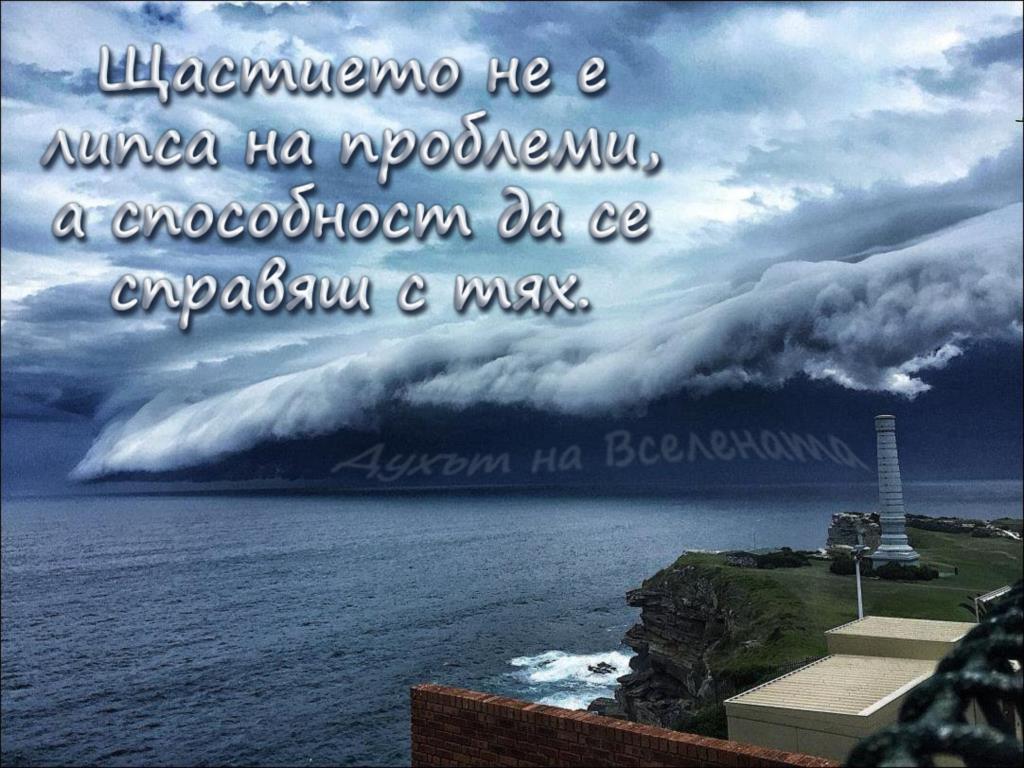 Щастието не е
липса на проблеми,
а способност да се
справяш с тях.
Духът на Вселената